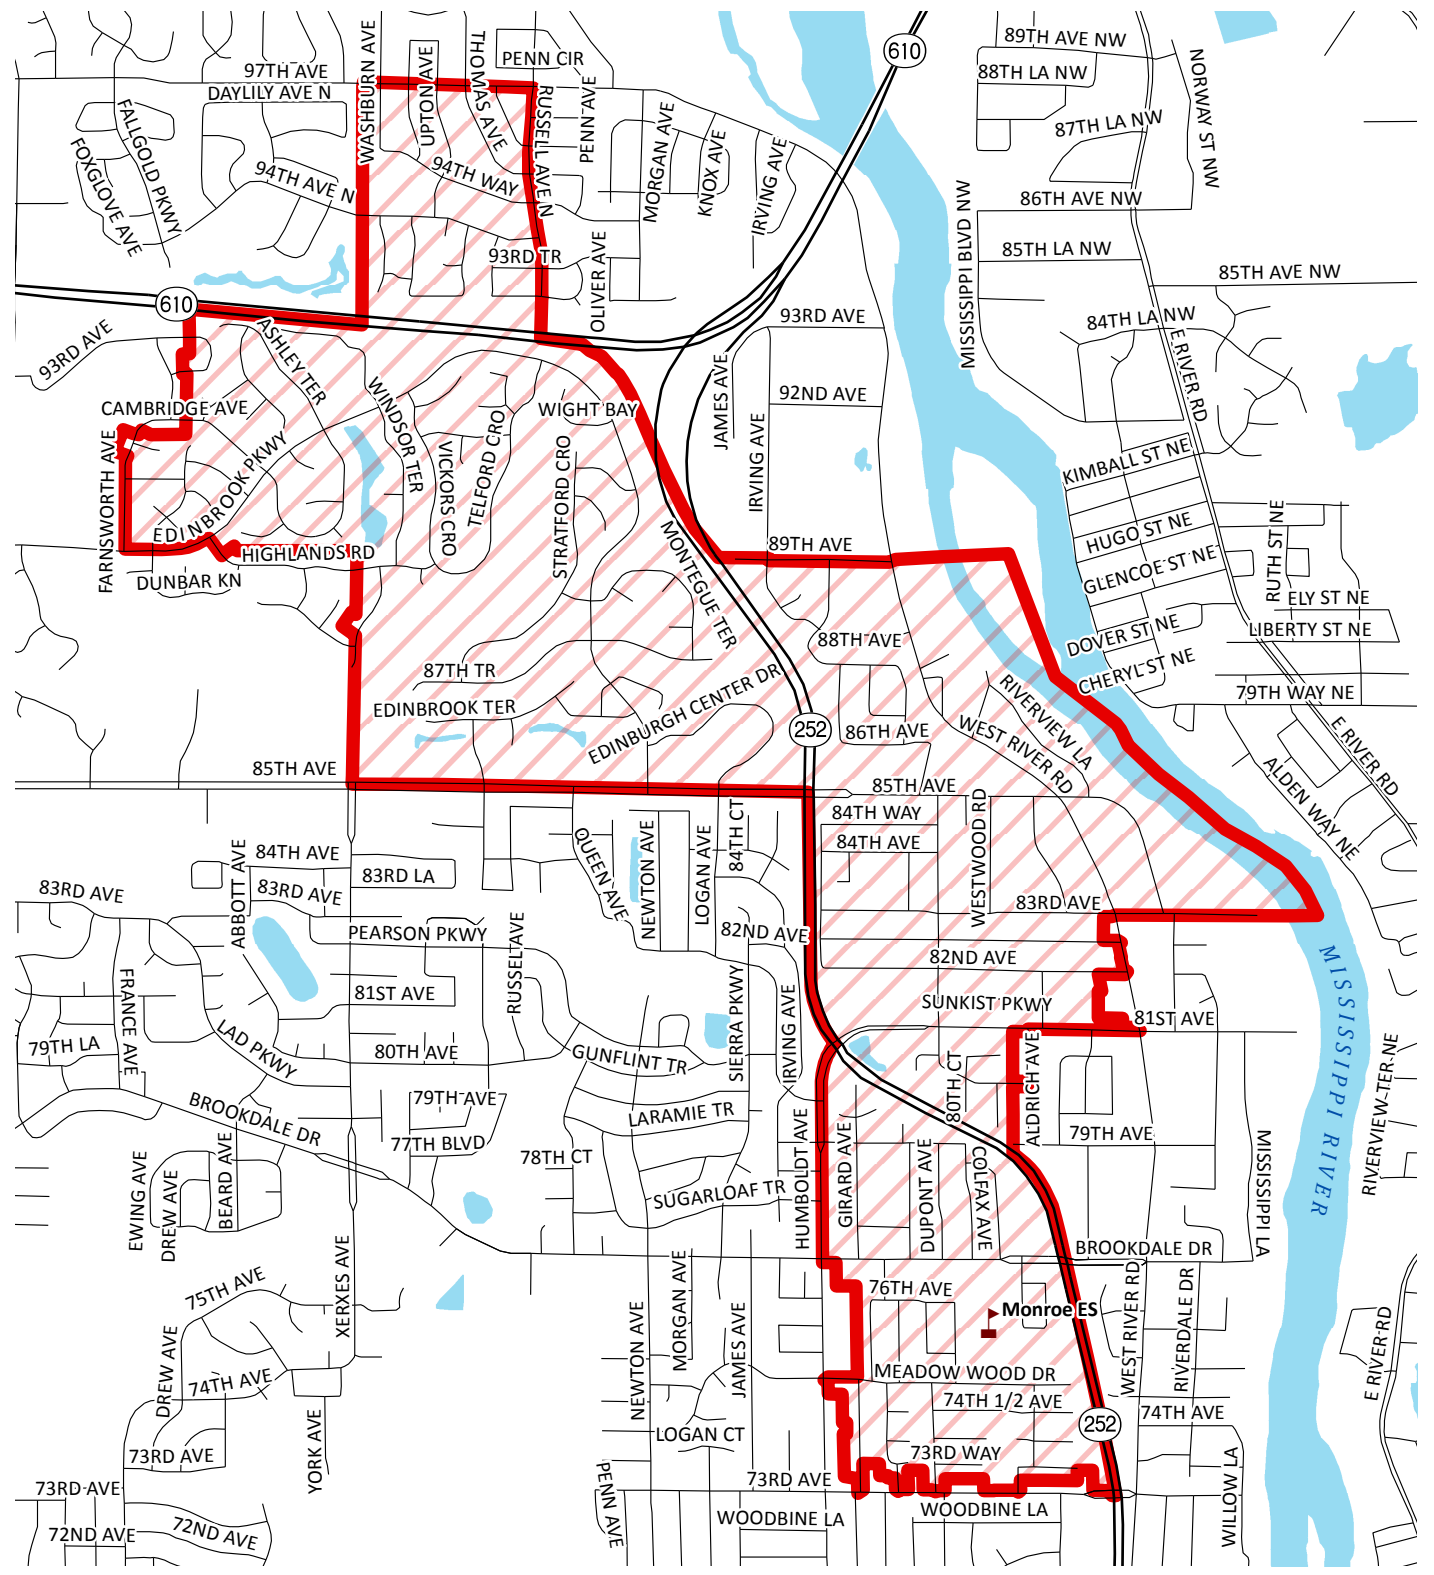 610
89TH AVE NW
PENN CIR
97TH AVE
88TH LA NW
DAYLILY AVE N
WASHBURN AVE
UPTON AVE
THOMAS AVE
RUSSELL AVE N
PENN AVE
MORGAN AVE
KNOX AVE
IRVING AVE
NORWAY ST NW
87TH LA NW
FALLGOLD PKWY
FOXGLOVE AVE
94TH AVE N
94TH WAY
86TH AVE NW
MISSISSIPPI BLVD NW
85TH LA NW
93RD TR
OLIVER AVE
85TH AVE NW
610
93RD AVE
93RD AVE
84TH LA NW
E RIVER RD
ASHLEY TER
WINDSOR TER
JAMES AVE
92ND AVE
CAMBRIDGE AVE
WIGHT BAY
IRVING AVE
FARNSWORTH AVE
EDINBROOK PKWY
VICKORS CRO
TELFORD CRO
STRATFORD CRO
KIMBALL ST NE
HUGO ST NE
RUTH ST NE
HIGHLANDS RD
MONTEGUE TER
89TH AVE
GLENCOE ST NE
DUNBAR KN
ELY ST NE
LIBERTY ST NE
88TH AVE
DOVER ST NE
CHERYL ST NE
87TH TR
79TH WAY NE
EDINBROOK TER
EDINBURGH CENTER DR
RIVERVIEW LA
WEST RIVER RD
252
86TH AVE
E RIVER RD
ALDEN WAY NE
85TH AVE
85TH AVE
84TH WAY
84TH AVE
WESTWOOD RD
84TH CT
QUEEN AVE
NEWTON AVE
LOGAN AVE
84TH AVE
83RD LA
ABBOTT AVE
83RD AVE
83RD AVE
83RD AVE
PEARSON PKWY
RUSSEL AVE
82ND AVE
82ND AVE
MISSISSIPPI RIVER
81ST AVE
FRANCE AVE
SIERRA PKWY
IRVING AVE
SUNKIST PKWY
81ST AVE
79TH LA
LAD PKWY
80TH AVE
GUNFLINT TR
80TH CT
ALDRICH AVE
RIVERVIEW TER NE
79TH AVE
LARAMIE TR
BROOKDALE DR
77TH BLVD
78TH CT
HUMBOLDT AVE
GIRARD AVE
DUPONT AVE
COLFAX AVE
79TH AVE
MISSISSIPPI LA
EWING AVE
DREW AVE
BEARD AVE
SUGARLOAF TR
XERXES AVE
BROOKDALE DR
75TH AVE
MORGAN AVE
76TH AVE
Monroe ES
WEST RIVER RD
RIVERDALE DR
NEWTON AVE
JAMES AVE
E RIVER RD
DREW AVE
74TH AVE
MEADOW WOOD DR
74TH 1/2 AVE
252
74TH AVE
LOGAN CT
YORK AVE
73RD AVE
73RD WAY
WILLOW LA
73RD AVE
73RD AVE
PENN AVE
WOODBINE LA
WOODBINE LA
72ND AVE
72ND AVE